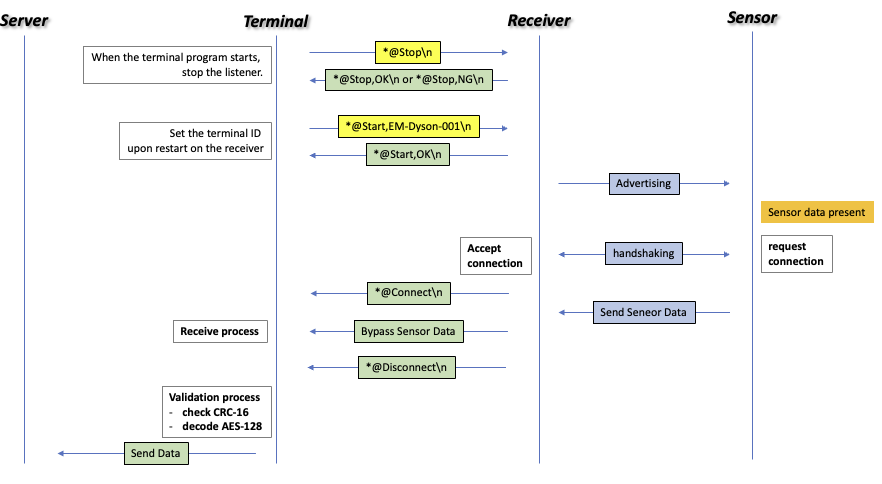 Server
Terminal
Receiver
Sensor
When the terminal program starts,
stop the listener.
*@Stop\n
*@Stop,OK\n or *@Stop,NG\n
Set the terminal ID
upon restart on the receiver
*@Start,EM-Dyson-001\n
*@Start,OK\n
Advertising
Sensor data present
Accept
connection
handshaking
request
connection
*@Connect\n
Send Seneor Data
Receive process
Bypass Sensor Data
*@Disconnect\n
Validation process
- check CRC-16
- decode AES-128
Send Data